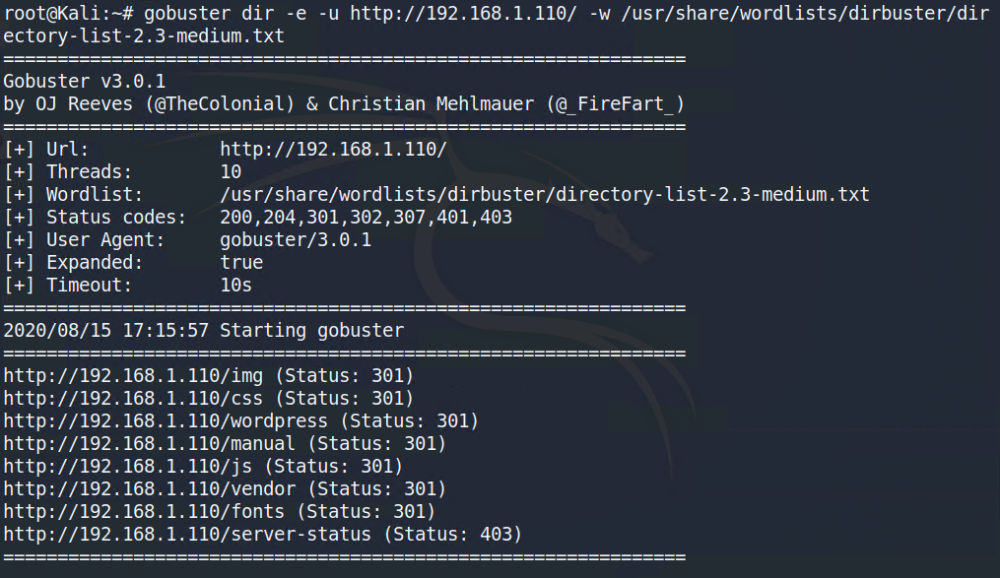 root@Kali:~# gobuster dir -e -u http://192.168.1.110/ -w /usr/share/wordlists/dirbuster/dir
ectory-list-2.3-medium.txt
===============================================================
Gobuster v3.0.1
by OJ Reeves (@TheColonial) & Christian Mehlmauer (@_FireFart_)
===============================================================
[+] Url:            http://192.168.1.110/
[+] Threads:        10
[+] Wordlist:       /usr/share/wordlists/dirbuster/directory-list-2.3-medium.txt
[+] Status codes:   200,204,301,302,307,401,403
[+] User Agent:     gobuster/3.0.1
[+] Expanded:       true
[+] Timeout:        10s
===============================================================
2020/08/15 17:15:57 Starting gobuster
===============================================================
http://192.168.1.110/img (Status: 301)
http://192.168.1.110/css (Status: 301)
http://192.168.1.110/wordpress (Status: 301)
http://192.168.1.110/manual (Status: 301)
http://192.168.1.110/js (Status: 301)
http://192.168.1.110/vendor (Status: 301)
http://192.168.1.110/fonts (Status: 301)
http://192.168.1.110/server-status (Status: 403)
===============================================================